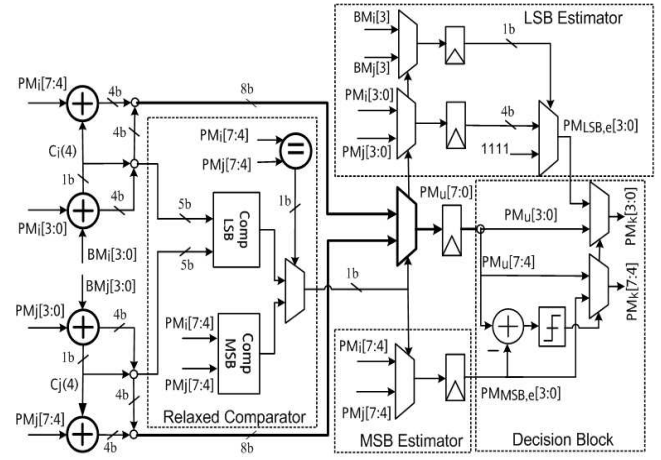 LSB Estimator
BMi[3]
1b
BMj[3]
PMi[7:4]
4b
8b
PMi[3:0]
4b
4b
PMLSB,e[3:0]
PMi[7:4]
PMj[7:4]
=
PMj[3:0]
1111
Ci(4)
1b
4b
5b
1b
PMu[7:0]
PMi[3:0]
Comp LSB
PMu[3:0]
PMk[3:0]
BMi[3:0]
5b
BMj[3:0]
1b
PMu[7:4]
PMk[7:4]
PMj[3:0]
4b
PMi[7:4]
Comp MSB
PMi[7:4]
1b
PMj[7:4]
Cj(4)
4b
PMj[7:4]
PMMSB,e[3:0]
PMj[7:4]
Relaxed Comparator
MSB Estimator
Decision Block
4b
8b